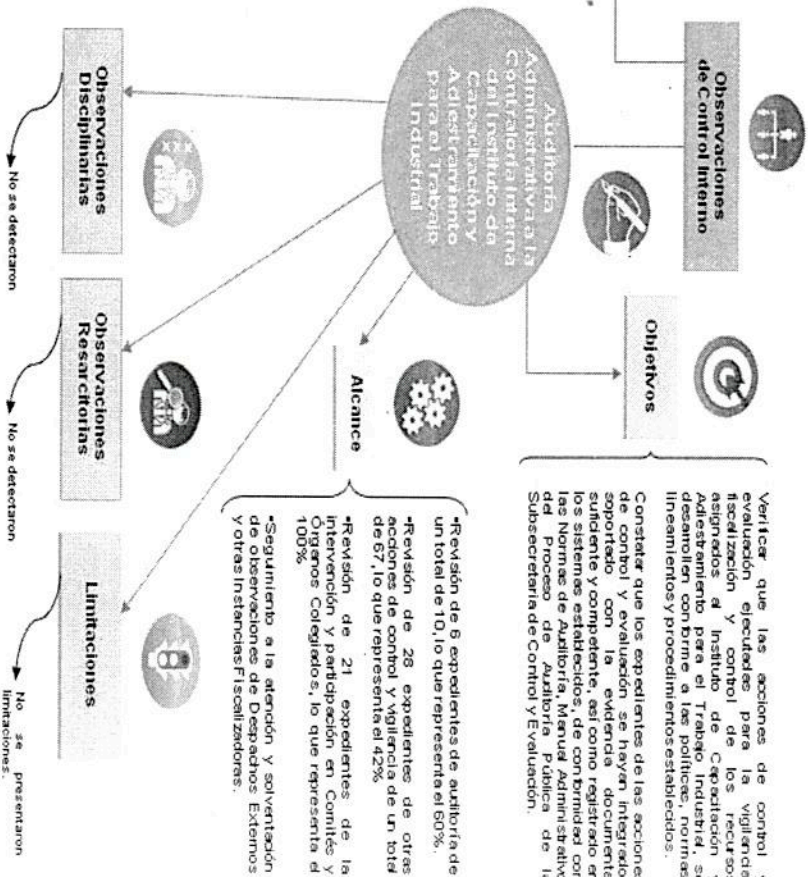 Observaciones
de Control Interno
Auditoría
Administrativa a la
Contraloría Interna
del Instituto de
Capacitación y
Adiestramiento
para el Trabajo
Industrial
Objetivos
Verificar que las acciones de control
evaluación ejecutadas para la vigilancia
fiscalización y control de los recursos
asignados al Instituto de Capacitación
Adiestramiento para el Trabajo Industrial, se
desarrollen conforme a las políticas, normas
lineamientos y procedimientos establecidos.
Constatar que los expedientes de las acciones
de control y evaluación se hayan integrado
soportado con la evidencia documental
suficiente y competente, así como registrado en
los sistemas establecidos, de conformidad con
las Normas de Auditoría, Manual Administrativo
del Proceso de Auditoría Pública de la
Subsecretaría de Control y Evaluación.
Alcance
•Revisión de 6 expedientes de auditoría de
un total de 10, lo que representa el 60%.
•Revisión de 28 expedientes de otras
acciones de control y vigilancia de un total
de 67, lo que representa el 42%
•Revisión de 21 expedientes de la
intervención y participación en Comités y
Órganos Colegiados, lo que representa el
100%
•Seguimiento a la atención y solventación
de observaciones de Despachos Externos
y otras Instancias Fiscalizadoras.
Observaciones
Disciplinarias
No se detectaron
Observaciones
Resarcitorias
No se detectaron
Limitaciones
No se presentaron
limitaciones.